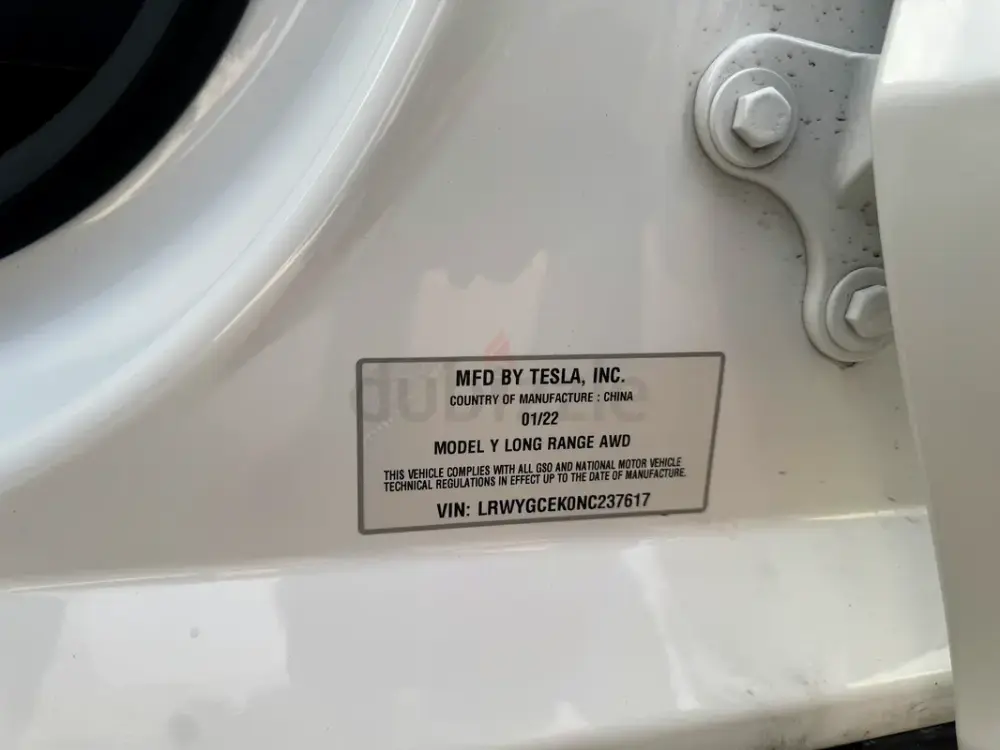 MFD BY TESLA, INC.
COUNTRY OF MANUFACTURE : CHINA
01/22
MODEL Y LONG RANGE AWD
THIS VEHICLE COMPLIES WITH ALL GSO AND NATIONAL MOTOR VEHICLE
TECHNICAL REGULATIONS IN EFFECT UP TO THE DATE OF MANUFACTURE.
VIN: LRWYGCEK0NC237617
dubizzle